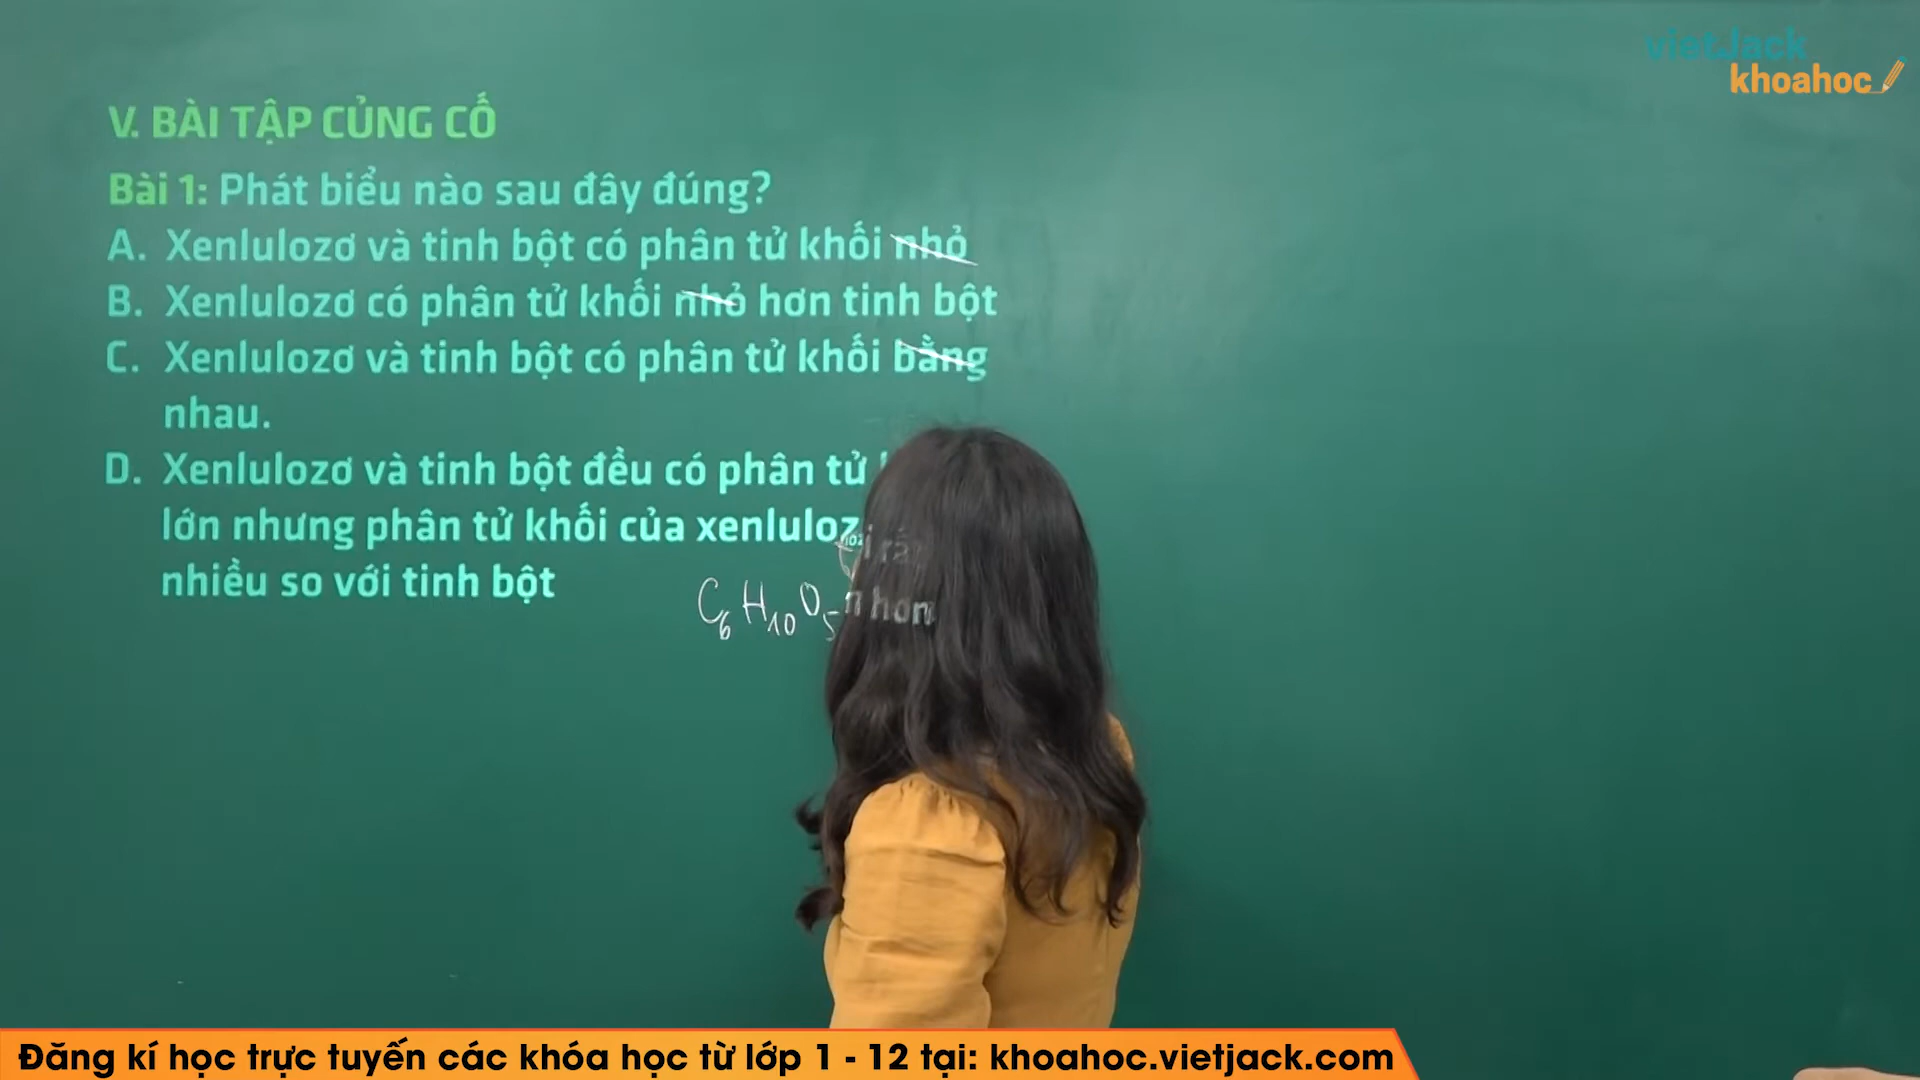 vietJack
khoahoc
V. BÀI TẬP CỦNG CỐ
Bài 1: Phát biểu nào sau đây đúng?
A. Xenlulozơ và tinh bột có phân tử khối nhỏ
B. Xenlulozơ có phân tử khối nhỏ hơn tinh bột
C. Xenlulozơ và tinh bột có phân tử khối bằng
nhau.
D. Xenlulozơ và tinh bột đều có phân tử
lớn nhưng phân tử khối của xenluloz
nhiều so với tinh bột
C6H10O5
n hơn
Đăng kí học trực tuyến các khóa học từ lớp 1 - 12 tại: khoahoc.vietjack.com